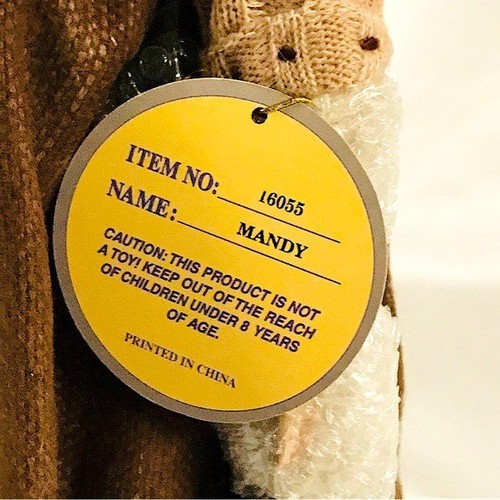 ITEM NO: 16055
NAME: MANDY
CAUTION: THIS PRODUCT IS NOT
A TOY! KEEP OUT OF THE REACH
OF CHILDREN UNDER 8 YEARS
OF AGE.
PRINTED IN CHINA